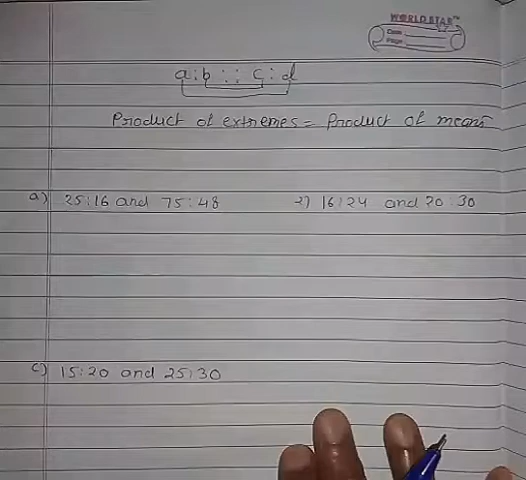 WORLD STAR™
Date
Page
a : b : : c : d
Product of extremes = Product of means
a) 25:16 and 75:48
2) 16:24 and 20:30
c) 15:20 and 25:30